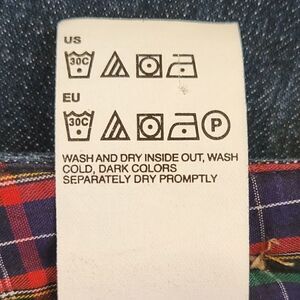 US
30C
EU
30C P
WASH AND DRY INSIDE OUT, WASH
COLD, DARK COLORS
SEPARATELY DRY PROMPTLY